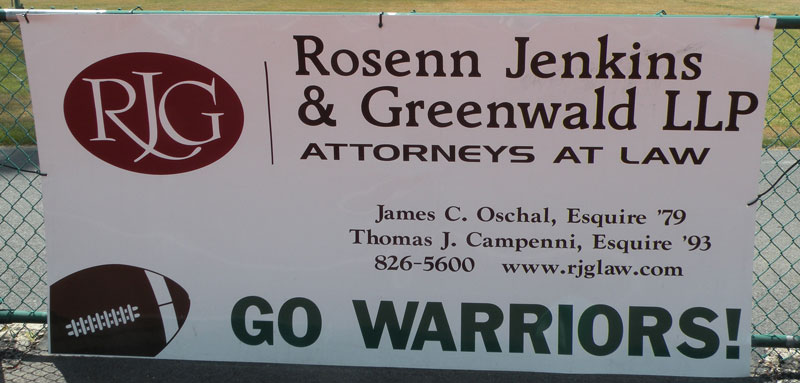 RJG
Rosenn Jenkins
& Greenwald LLP
ATTORNEYS AT LAW
James C. Oschal, Esquire '79
Thomas J. Campenni, Esquire '93
826-5600 www.rjglaw.com
GO WARRIORS!